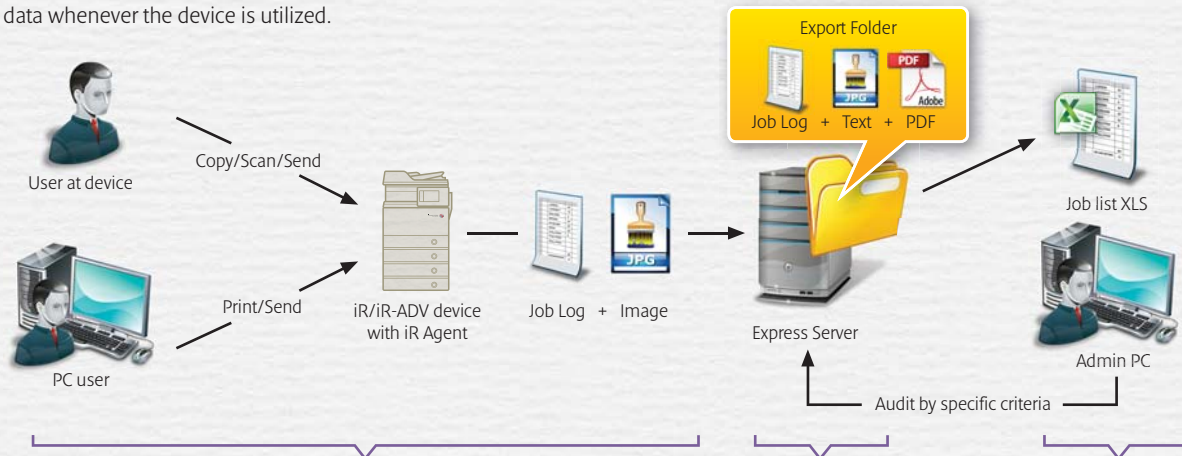 data whenever the device is utilized.
User at device
PC user
Copy/Scan/Send
Print/Send
iR/iR-ADV device
with iR Agent
JPG
Job Log + Image
Export Folder
JPG
PDF
Adobe
Job Log + Text + PDF
Express Server
Job list XLS
Admin PC
Audit by specific criteria